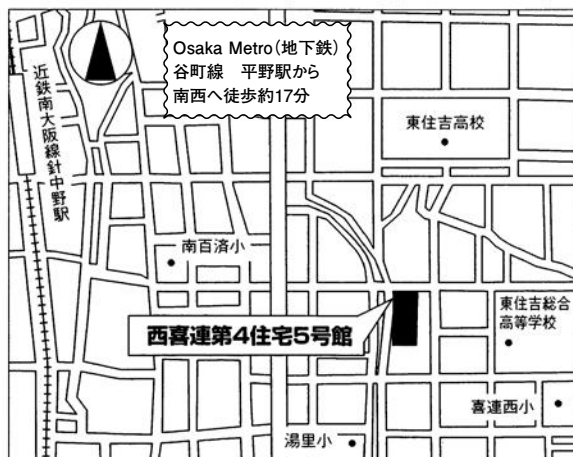 Osaka Metro(地下鉄)
谷町線　平野駅から
南西へ徒歩約17分
近鉄南大阪線針中野駅
東住吉高校
南百済小
東住吉総合
高等学校
西喜連第4住宅5号館
喜連西小
湯里小